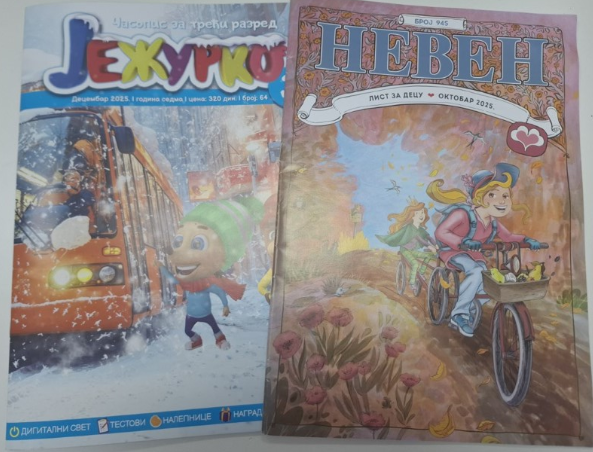 Часопис за трећи разред
ЈЕЖУРКО
Децембар 2025. I година седма I цена: 320 дин. I број: 64
ДИГИТАЛНИ СВЕТ
ТЕСТОВИ
НАЛЕПНИЦЕ
НАГРАД
БРОЈ 945
НЕВЕН
ЛИСТ ЗА ДЕЦУ ❤ ОКТОБАР 2025.